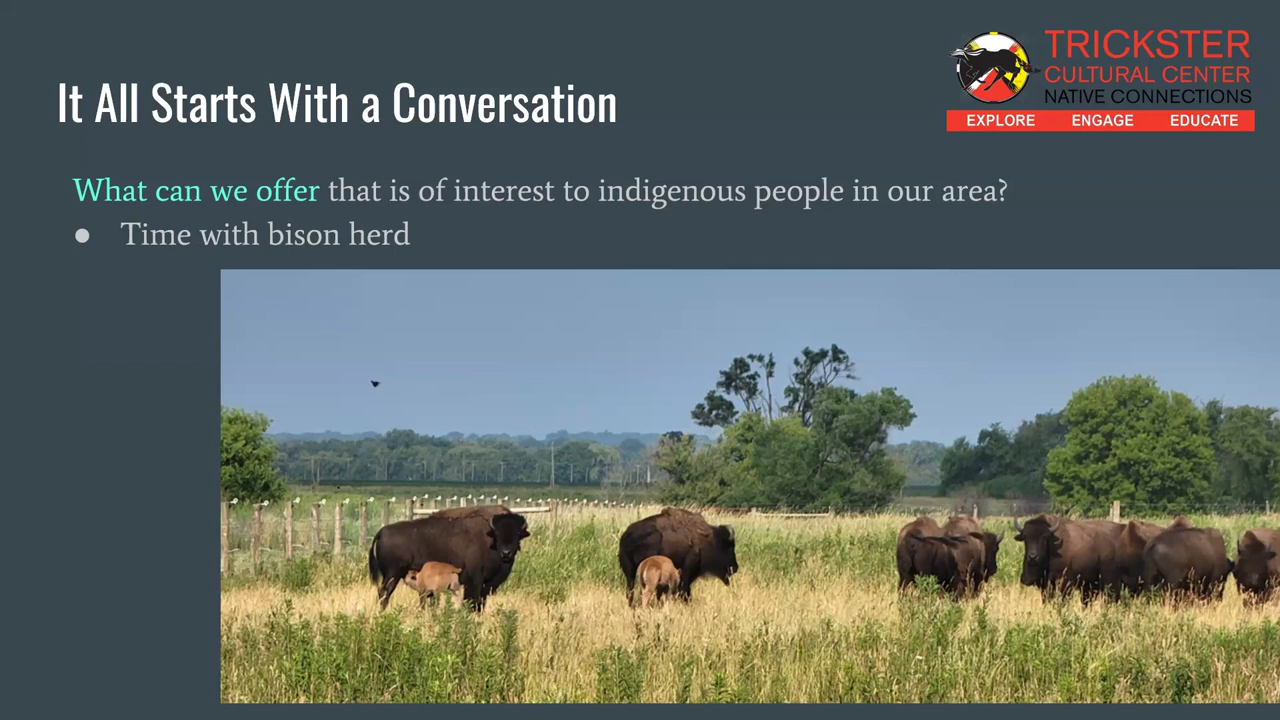 TRICKSTER
CULTURAL CENTER
NATIVE CONNECTIONS
EXPLORE ENGAGE EDUCATE
It All Starts With a Conversation
What can we offer that is of interest to indigenous people in our area?
● Time with bison herd